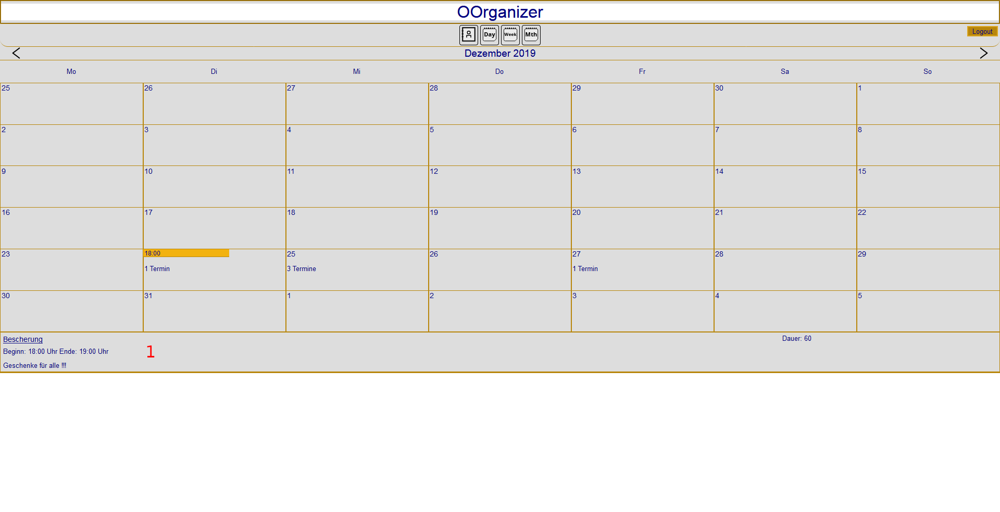 OOrganizer
Day Week Mth Logout
Dezember 2019
Mo Di Mi Do Fr Sa So
25 26 27 28 29 30 1
2 3 4 5 6 7 8
9 10 11 12 13 14 15
16 17 18 19 20 21 22
23 18:00 25 26 27 28 29
1 Termin 3 Termine 1 Termin
30 31 1 2 3 4 5
Bescherung Dauer: 60
Beginn: 18:00 Uhr Ende: 19:00 Uhr 1
Geschenke für alle !!!